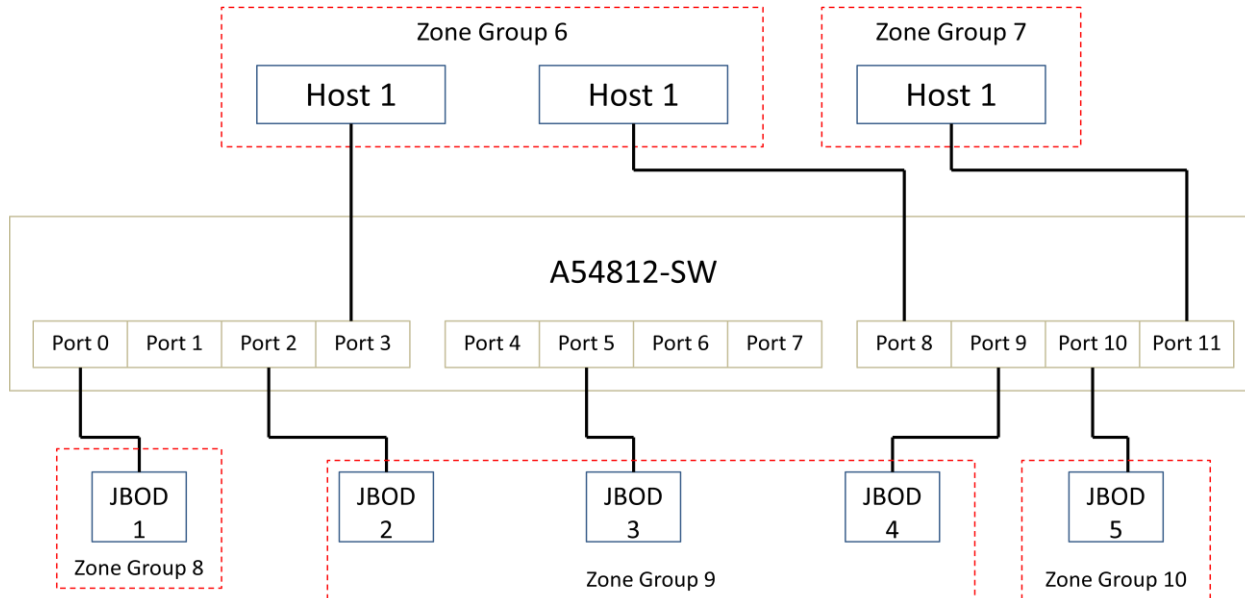 Zone Group 6
Zone Group 7
Host 1
Host 1
Host 1
A54812-SW
Port 0
Port 1
Port 2
Port 3
Port 4
Port 5
Port 6
Port 7
Port 8
Port 9
Port 10
Port 11
JBOD
1
JBOD
2
JBOD
3
JBOD
4
JBOD
5
Zone Group 8
Zone Group 9
Zone Group 10